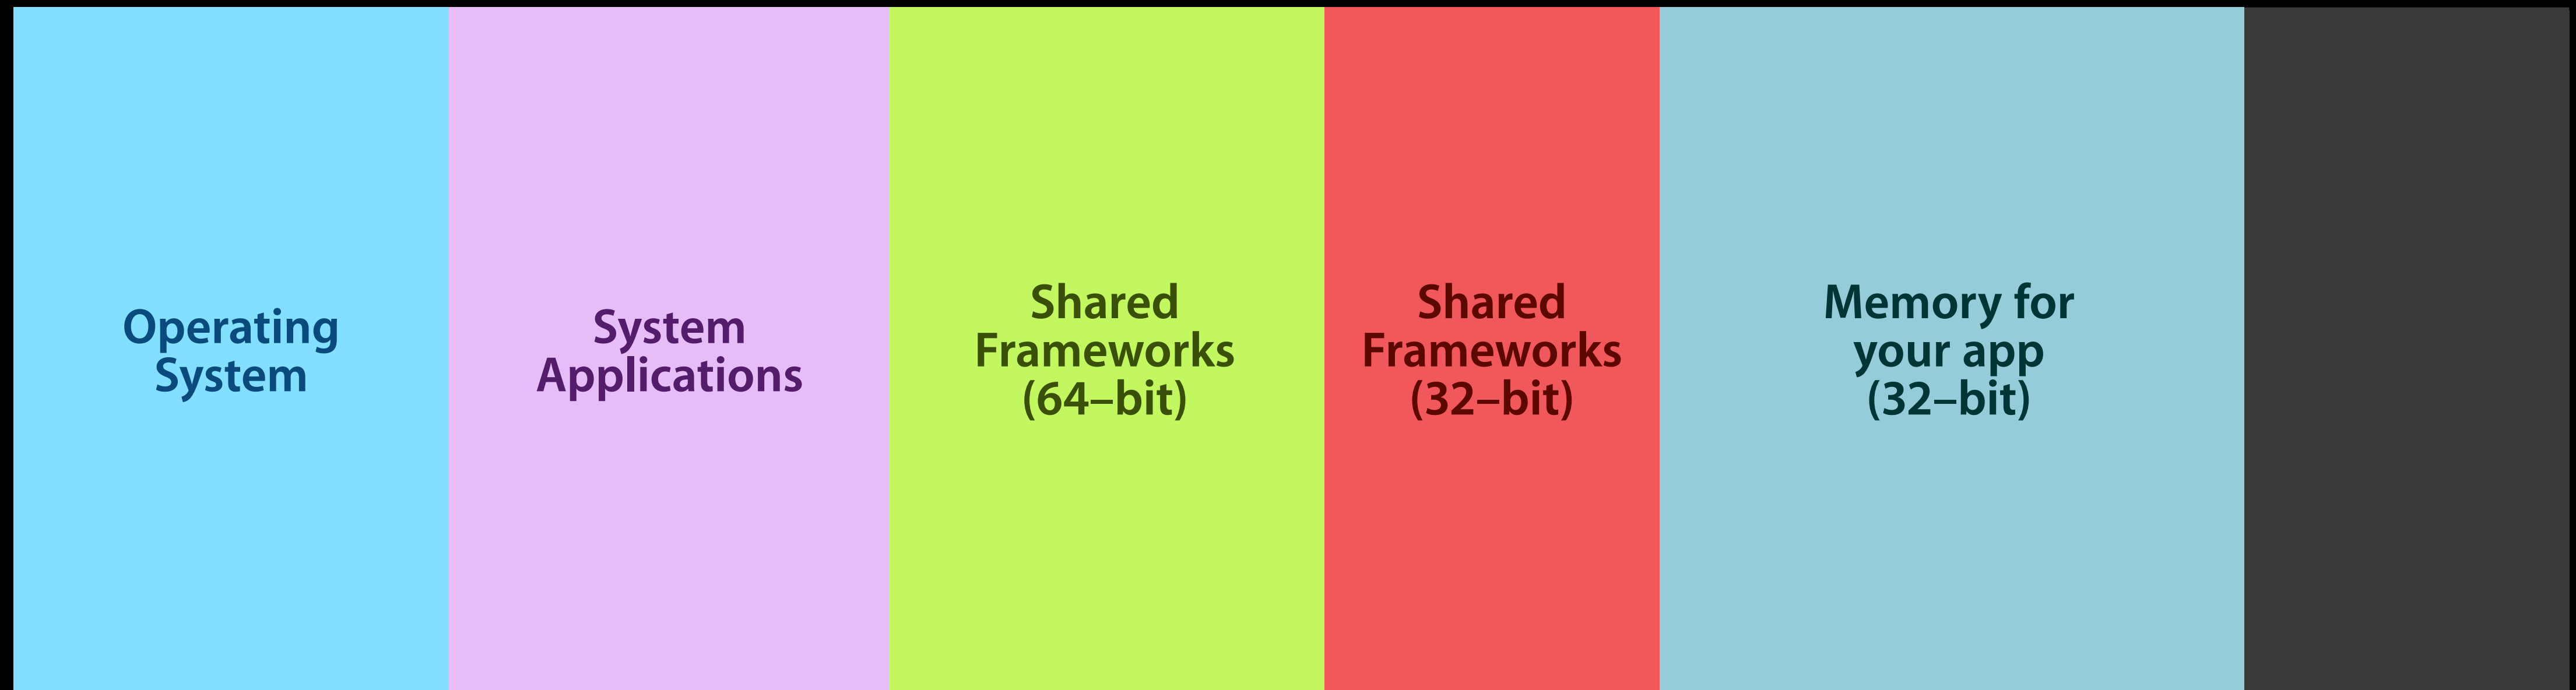 Operating
System
System
Applications
Shared
Frameworks
(64–bit)
Shared
Frameworks
(32–bit)
Memory for
your app
(32–bit)